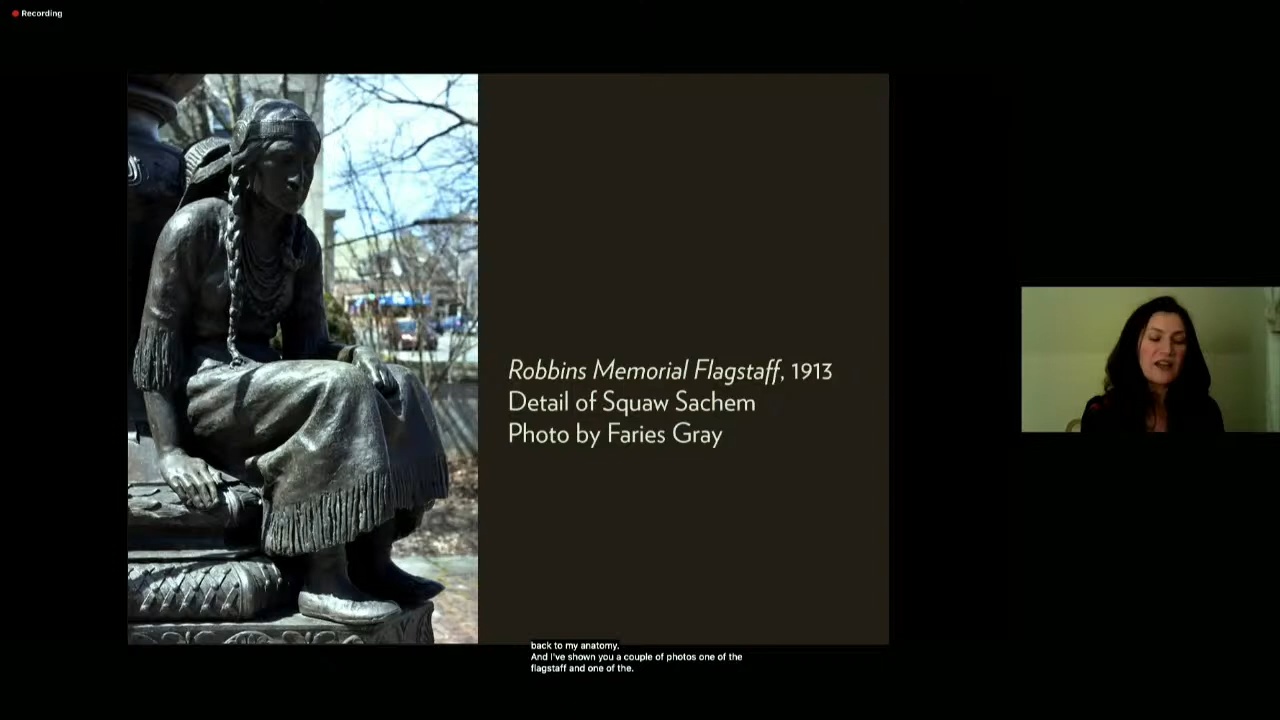 Recording
Robbins Memorial Flagstaff, 1913
Detail of Squaw Sachem
Photo by Faries Gray
back to my anatomy.
And I've shown you a couple of photos one of the
flagstaff and one of the.